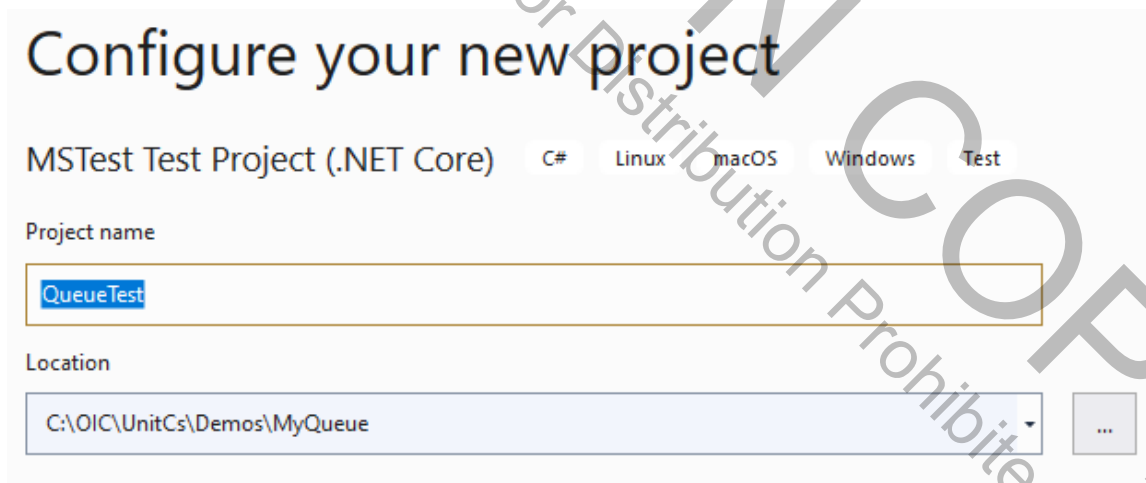 Configure your new project
MSTest Test Project (.NET Core) C# Linux macOS Windows Test
Project name
QueueTest
Location
C:\OIC\UnitCs\Demos\MyQueue
...
Distribution